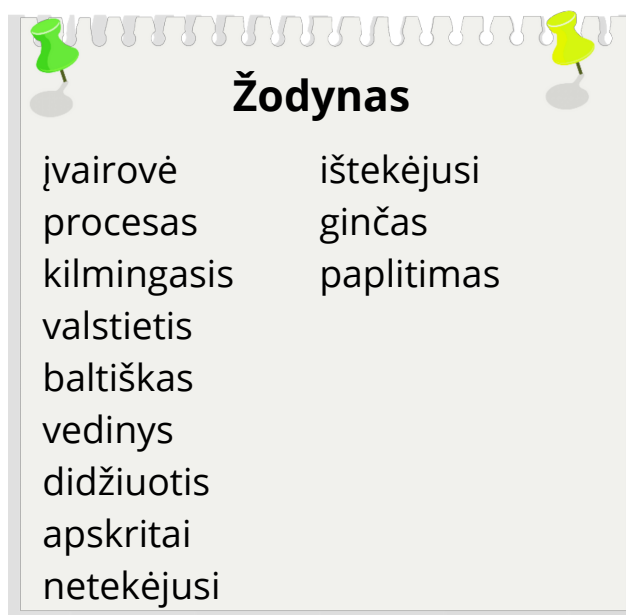 Žodynas
įvairovė
procesas
kilmingasis
valstietis
baltiškas
vedinys
didžiuotis
apskritai
netekėjusi
ištekėjusi
ginčas
paplitimas